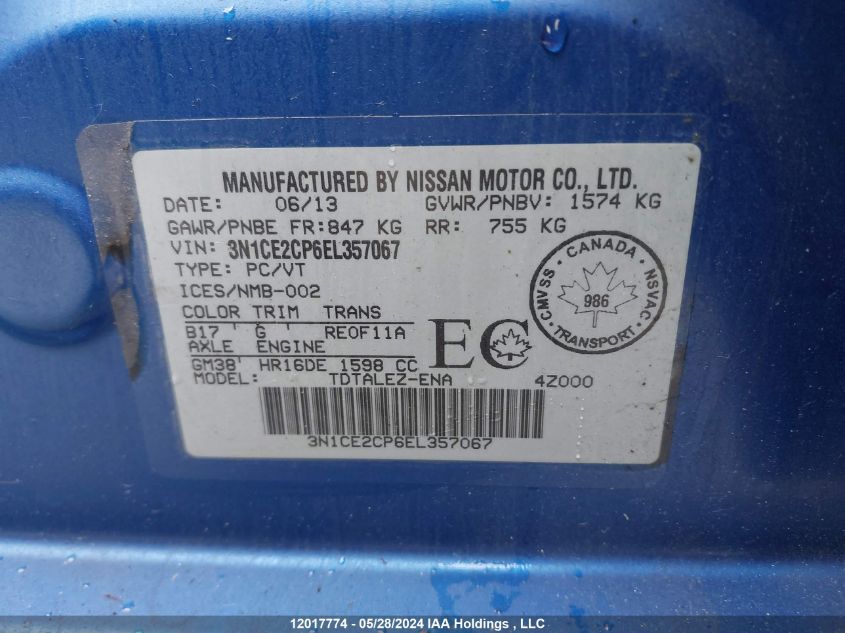 MANUFACTURED BY NISSAN MOTOR CO., LTD.
DATE: 06/13 GVWR/PNBV: 1574 KG
GAWR/PNBE FR:847 KG RR: 755 KG
VIN: 3N1CE2CP6EL357067
TYPE: PC/VT
ICES/NMB-002
COLOR TRIM TRANS
B17 ' G ' REOF11A
AXLE ENGINE
GM38' HR16DE 1598 CC
MODEL: TDTALEZ-ENA 4Z000
EC
CMVSS · CANADA · NSVAC · TRANSPORT ·
986
3N1CE2CP6EL357067
12017774 - 05/28/2024 IAA Holdings , LLC